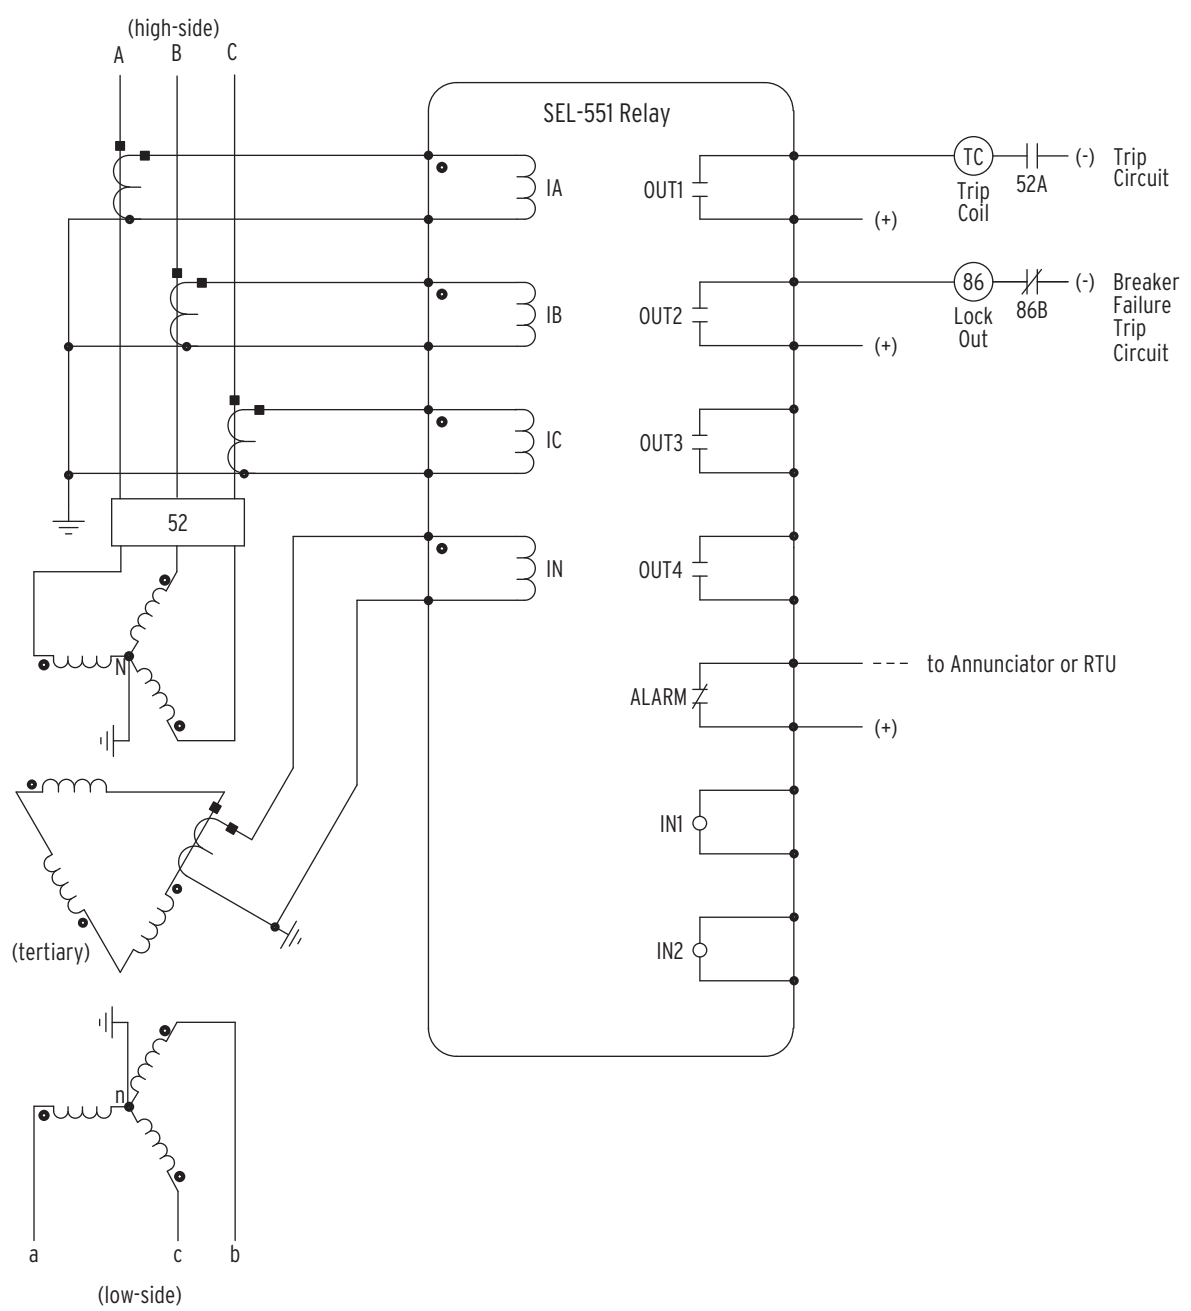 (high-side)
A B C
SEL-551 Relay
IA
OUT1
TC
Trip
Coil
52A
(-)
Trip
Circuit
(+)
IB
OUT2
86
Lock
Out
86B
(-)
Breaker
Failure
Trip
Circuit
(+)
IC
OUT3
52
IN
OUT4
N
ALARM
to Annunciator or RTU
(+)
IN1
(tertiary)
IN2
n
a c b
(low-side)